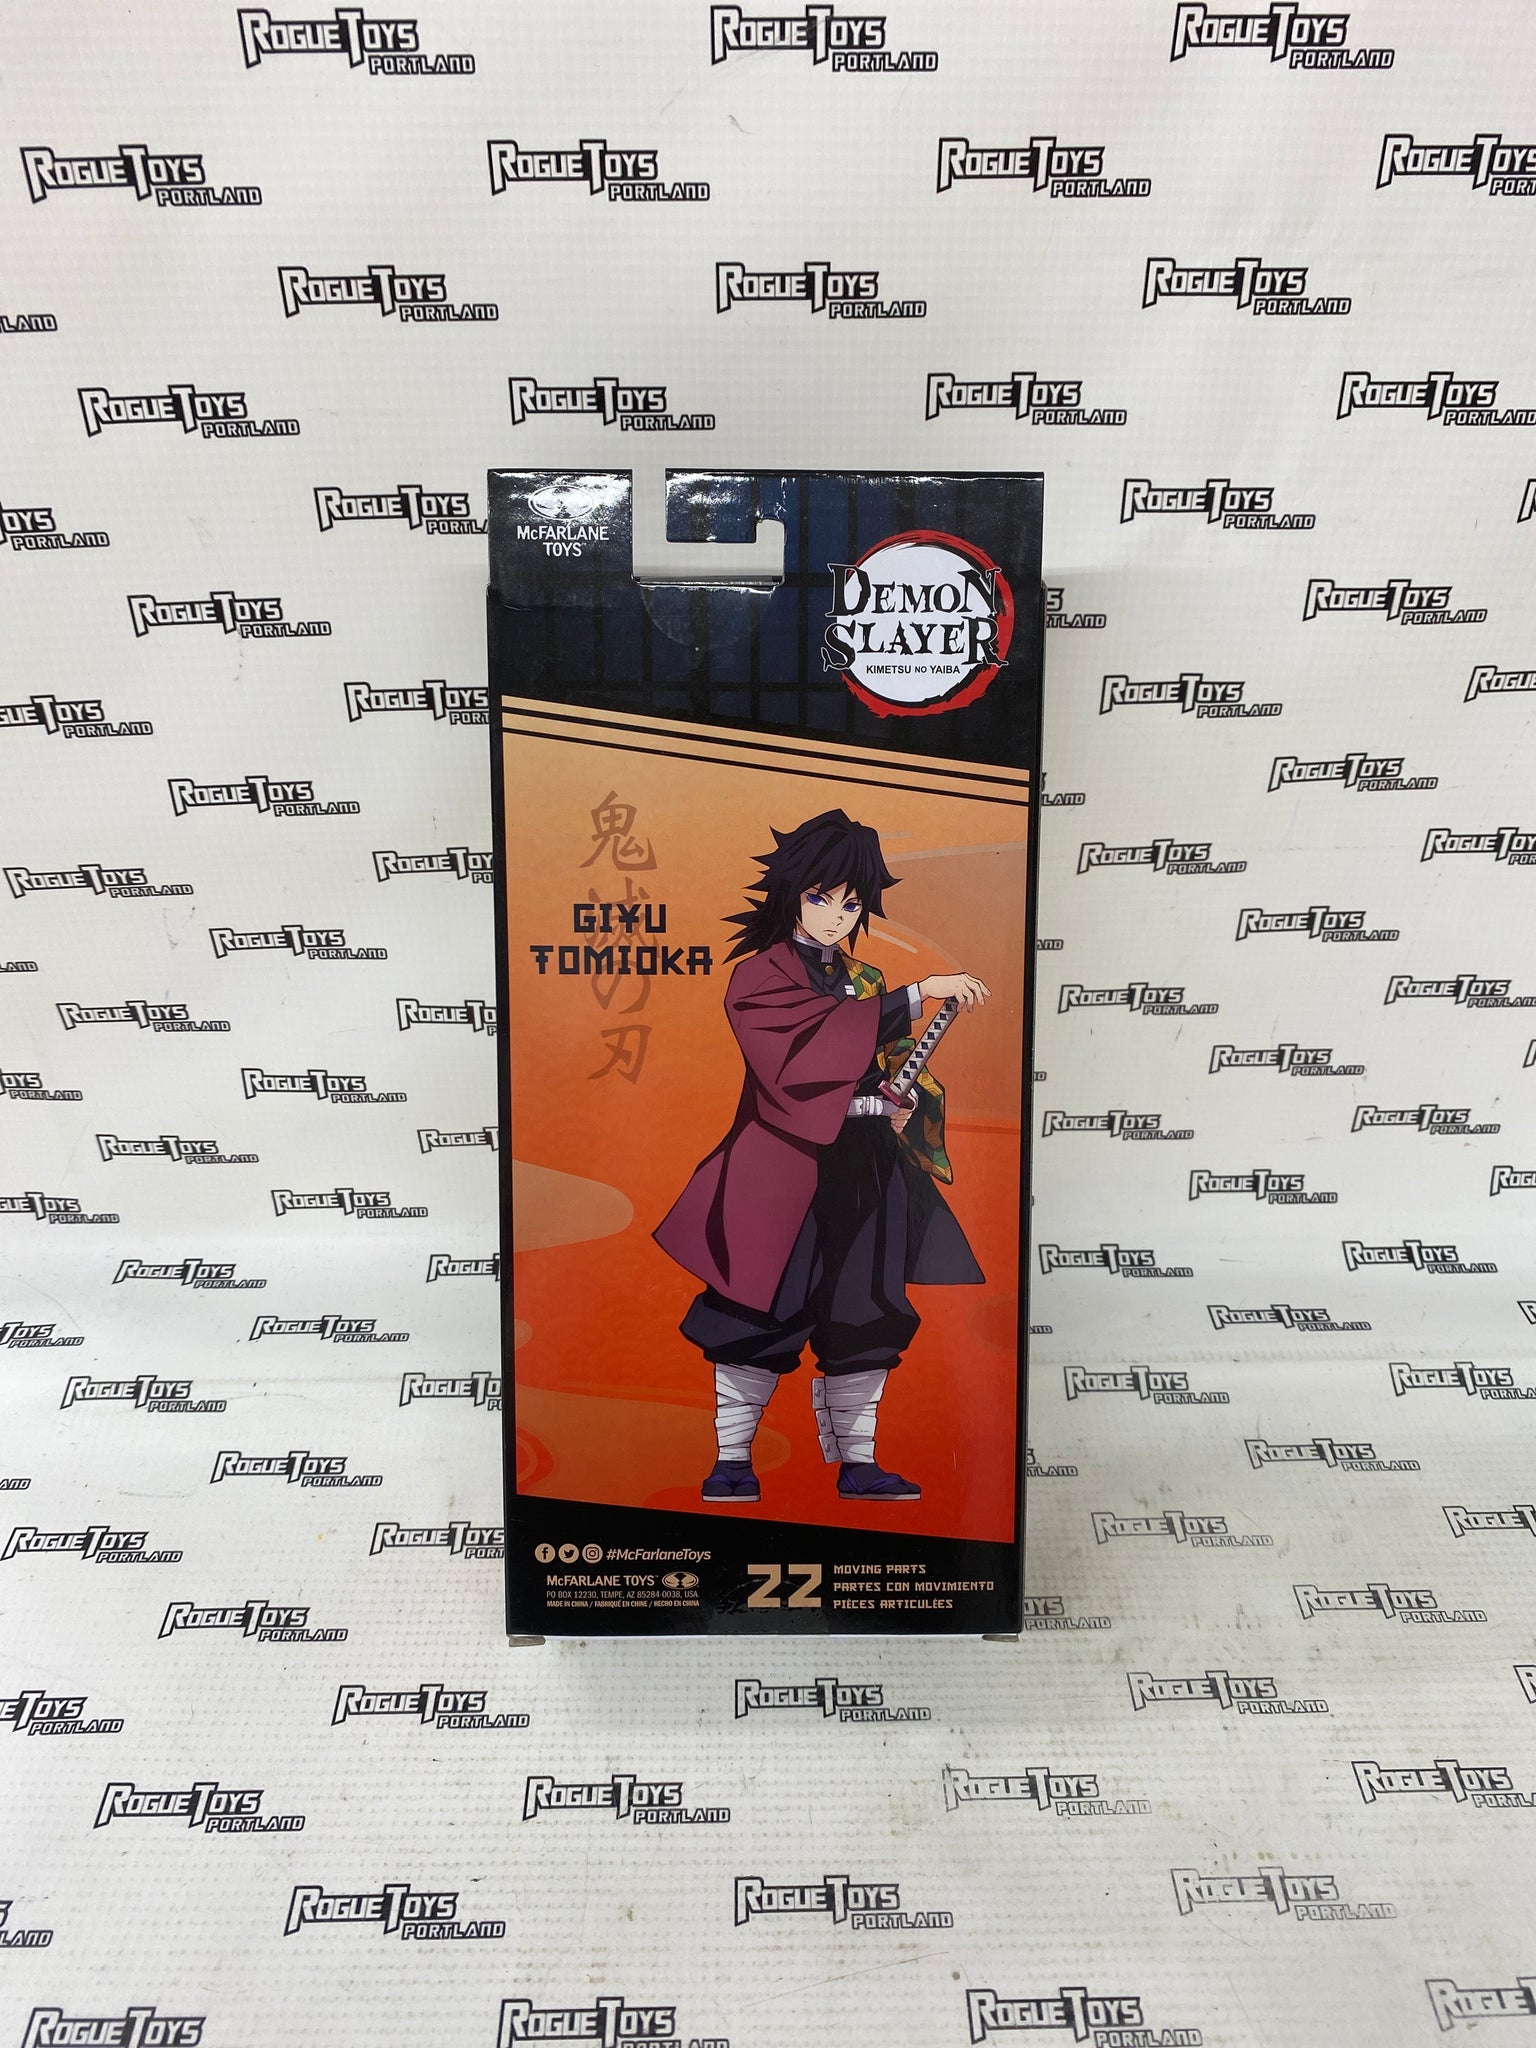 McFARLANE
TOYS™
DEMON
SLAYER
KIMETSU NO YAIBA
鬼滅の刃
GIYU
TOMIOKA
#McFarlaneToys
McFARLANE TOYS™
PO BOX 12230, TEMPE, AZ 85284-0038, USA
MADE IN CHINA / FABRIQUÉ EN CHINE / HECHO EN CHINA
22
MOVING PARTS
PARTES CON MOVIMIENTO
PIÈCES ARTICULÉES
ROGUE TOYS
PORTLAND